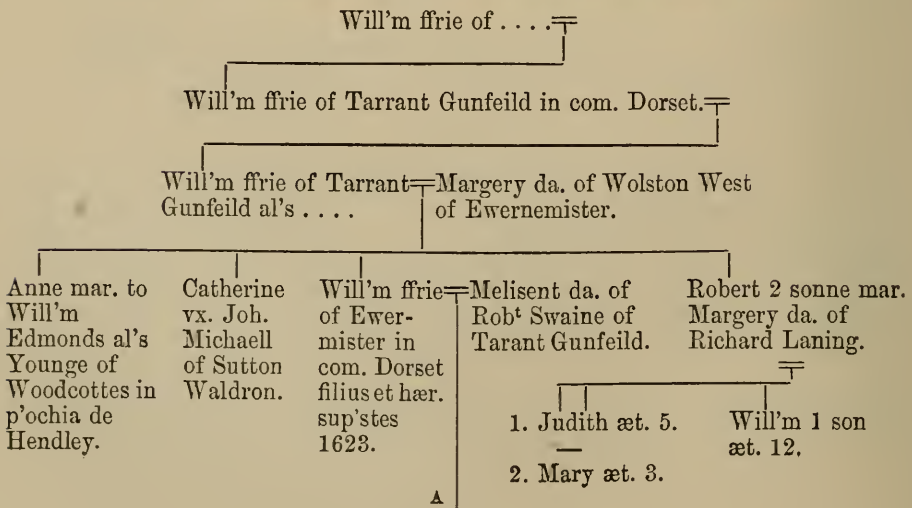 Will'm ffrie of . . . .
Will'm ffrie of Tarrant Gunfeild in com. Dorset.
Will'm ffrie of Tarrant
Gunfeild al's . . . .
Margery da. of Wolston West
of Ewernemister.
Anne mar. to
Will'm
Edmonds al's
Younge of
Woodcottes in
p'ochia de
Hendley.
Catherine
vx. Joh.
Michaell
of Sutton
Waldron.
Will'm ffrie
of Ewer-
mister in
com. Dorset
filius et hær.
sup'stes
1623.
Melisent da. of
Robᵗ Swaine of
Tarant Gunfeild.
Robert 2 sonne mar.
Margery da. of
Richard Laning.
1. Judith æt. 5.
2. Mary æt. 3.
Will'm 1 son
æt. 12.
A